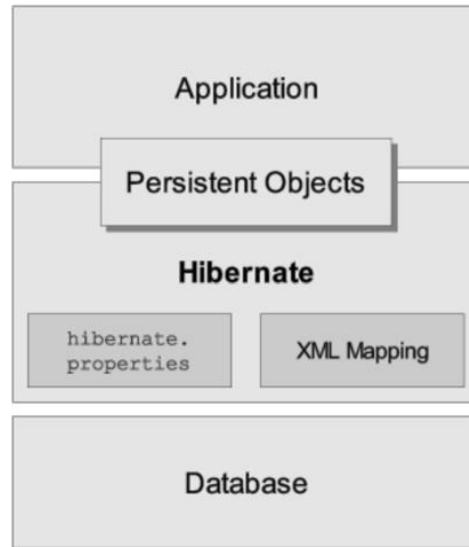 Application
Persistent Objects
Hibernate
hibernate.
properties
XML Mapping
Database